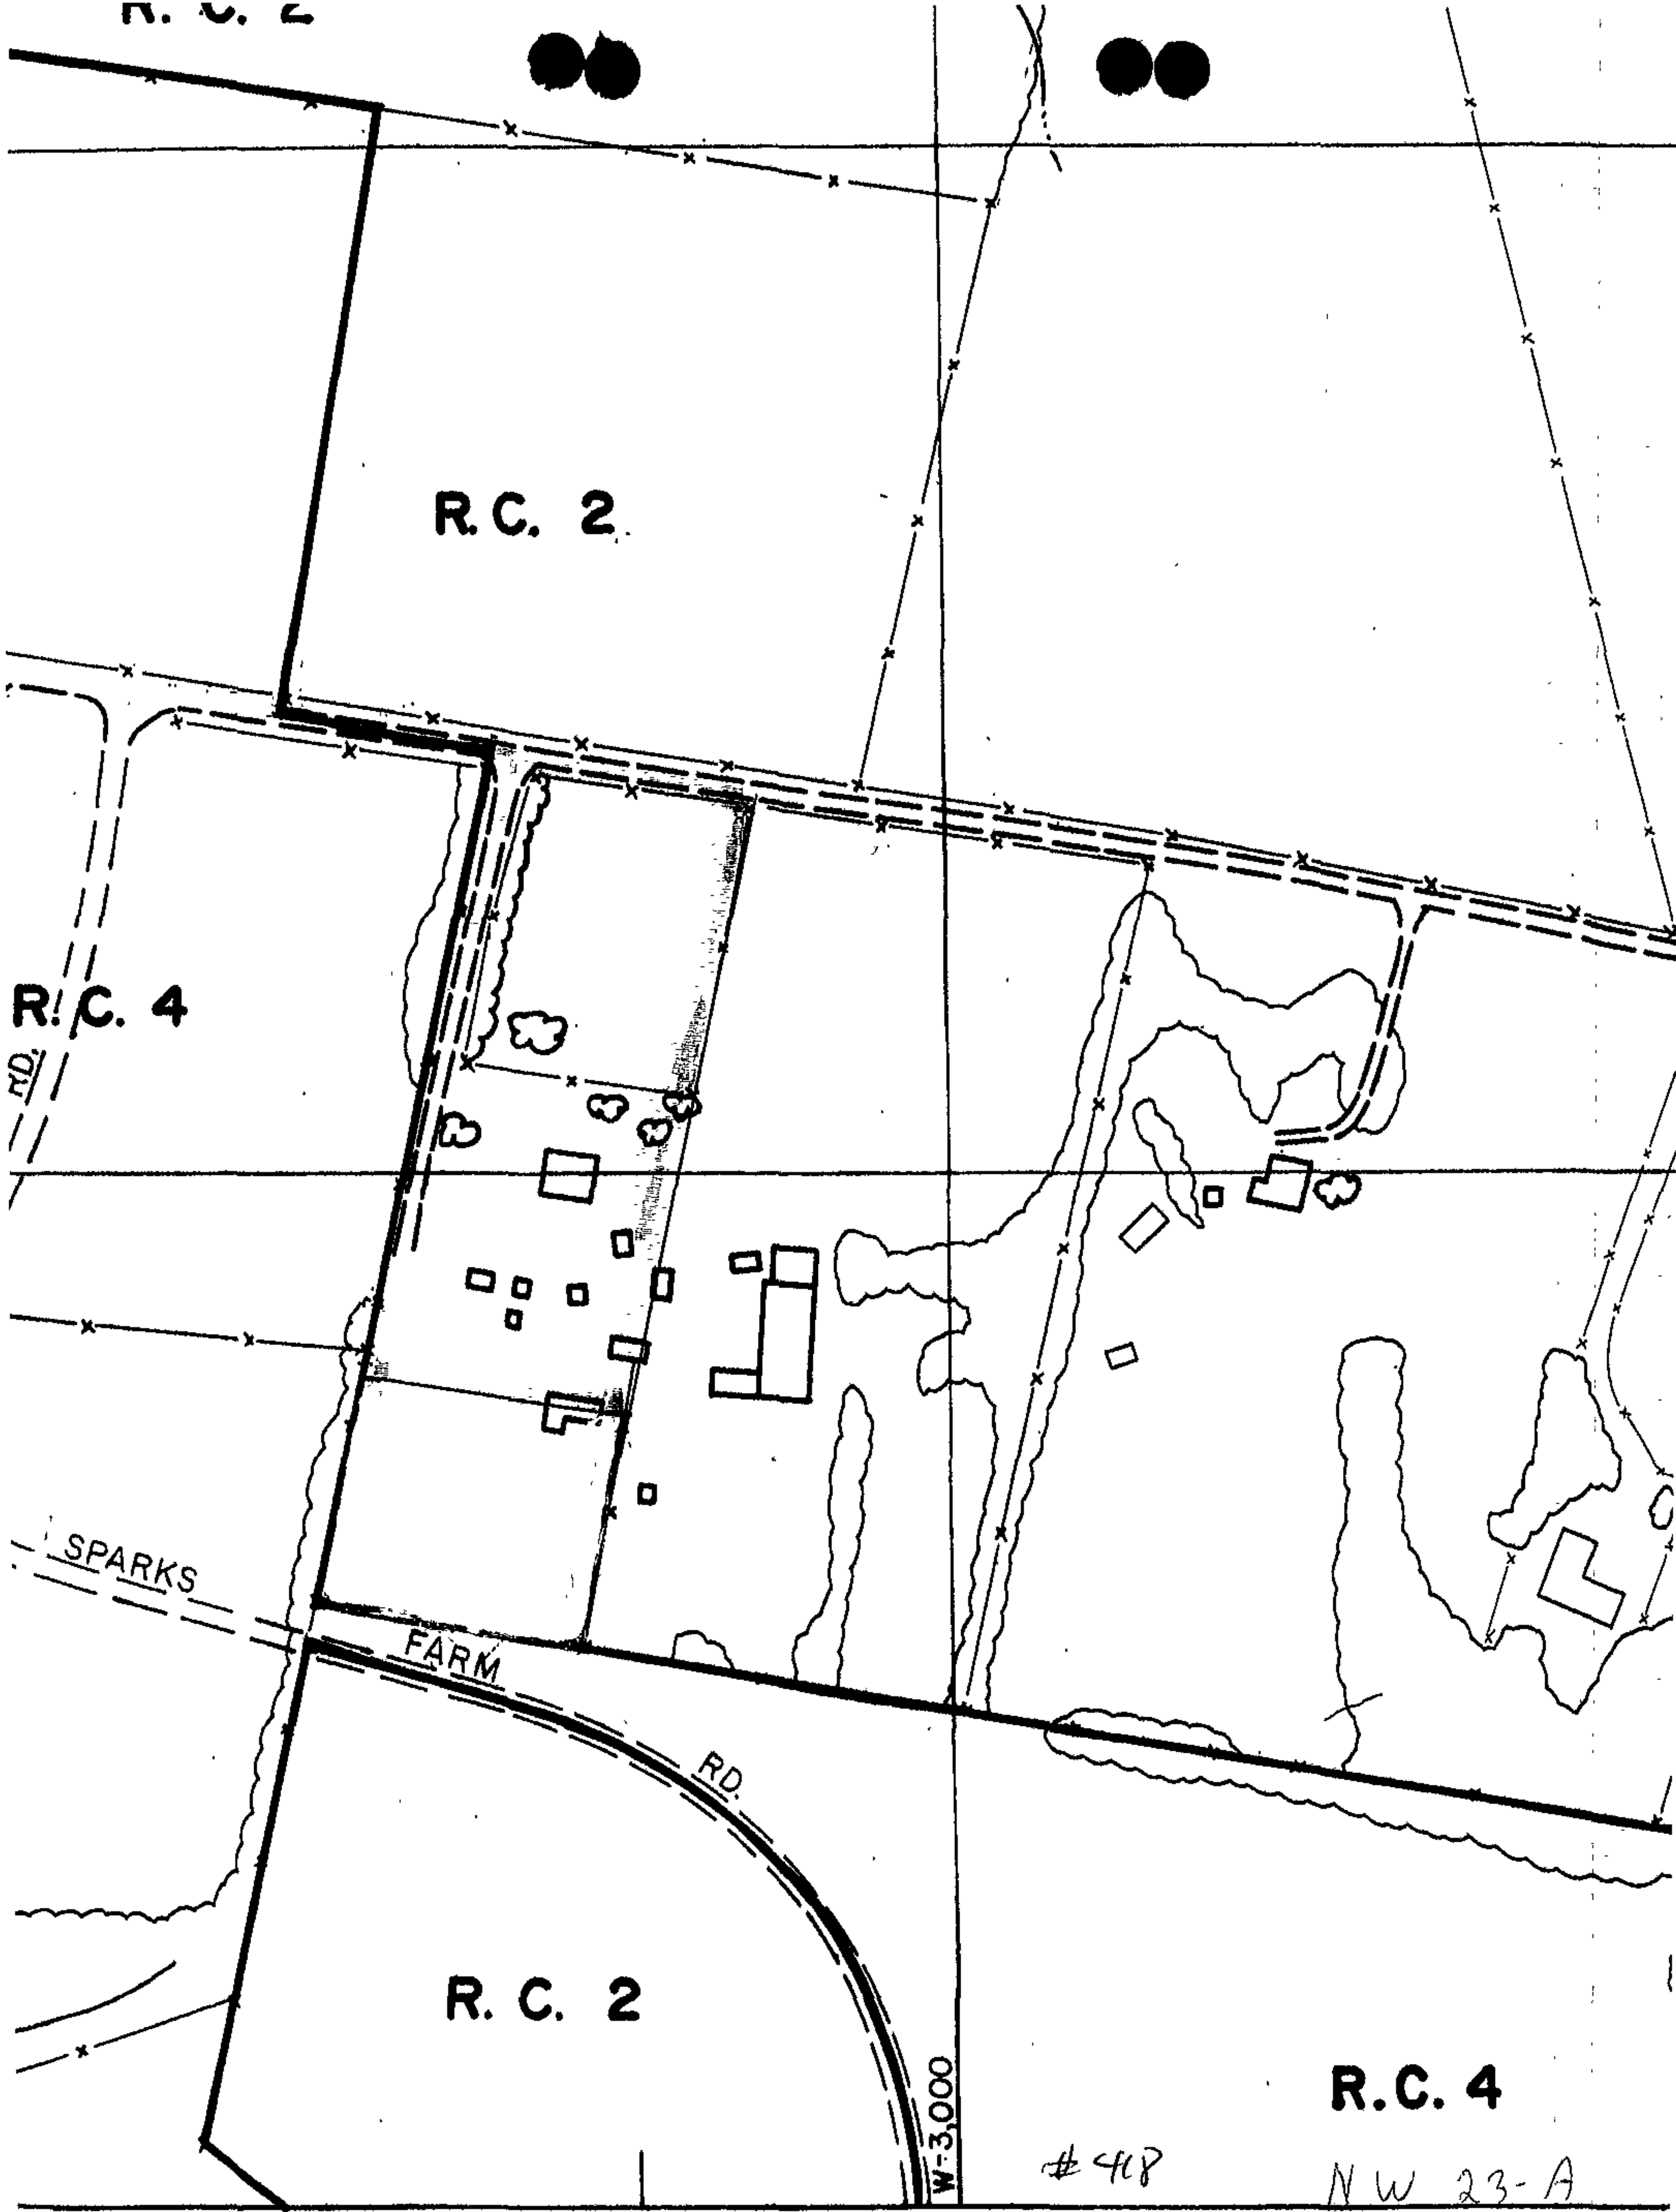 R. C. 2
R. C. 2
R. C. 4
RD.
SPARKS
FARM
RD.
R. C. 2
W-3,000
R. C. 4
# 418
NW 23-A